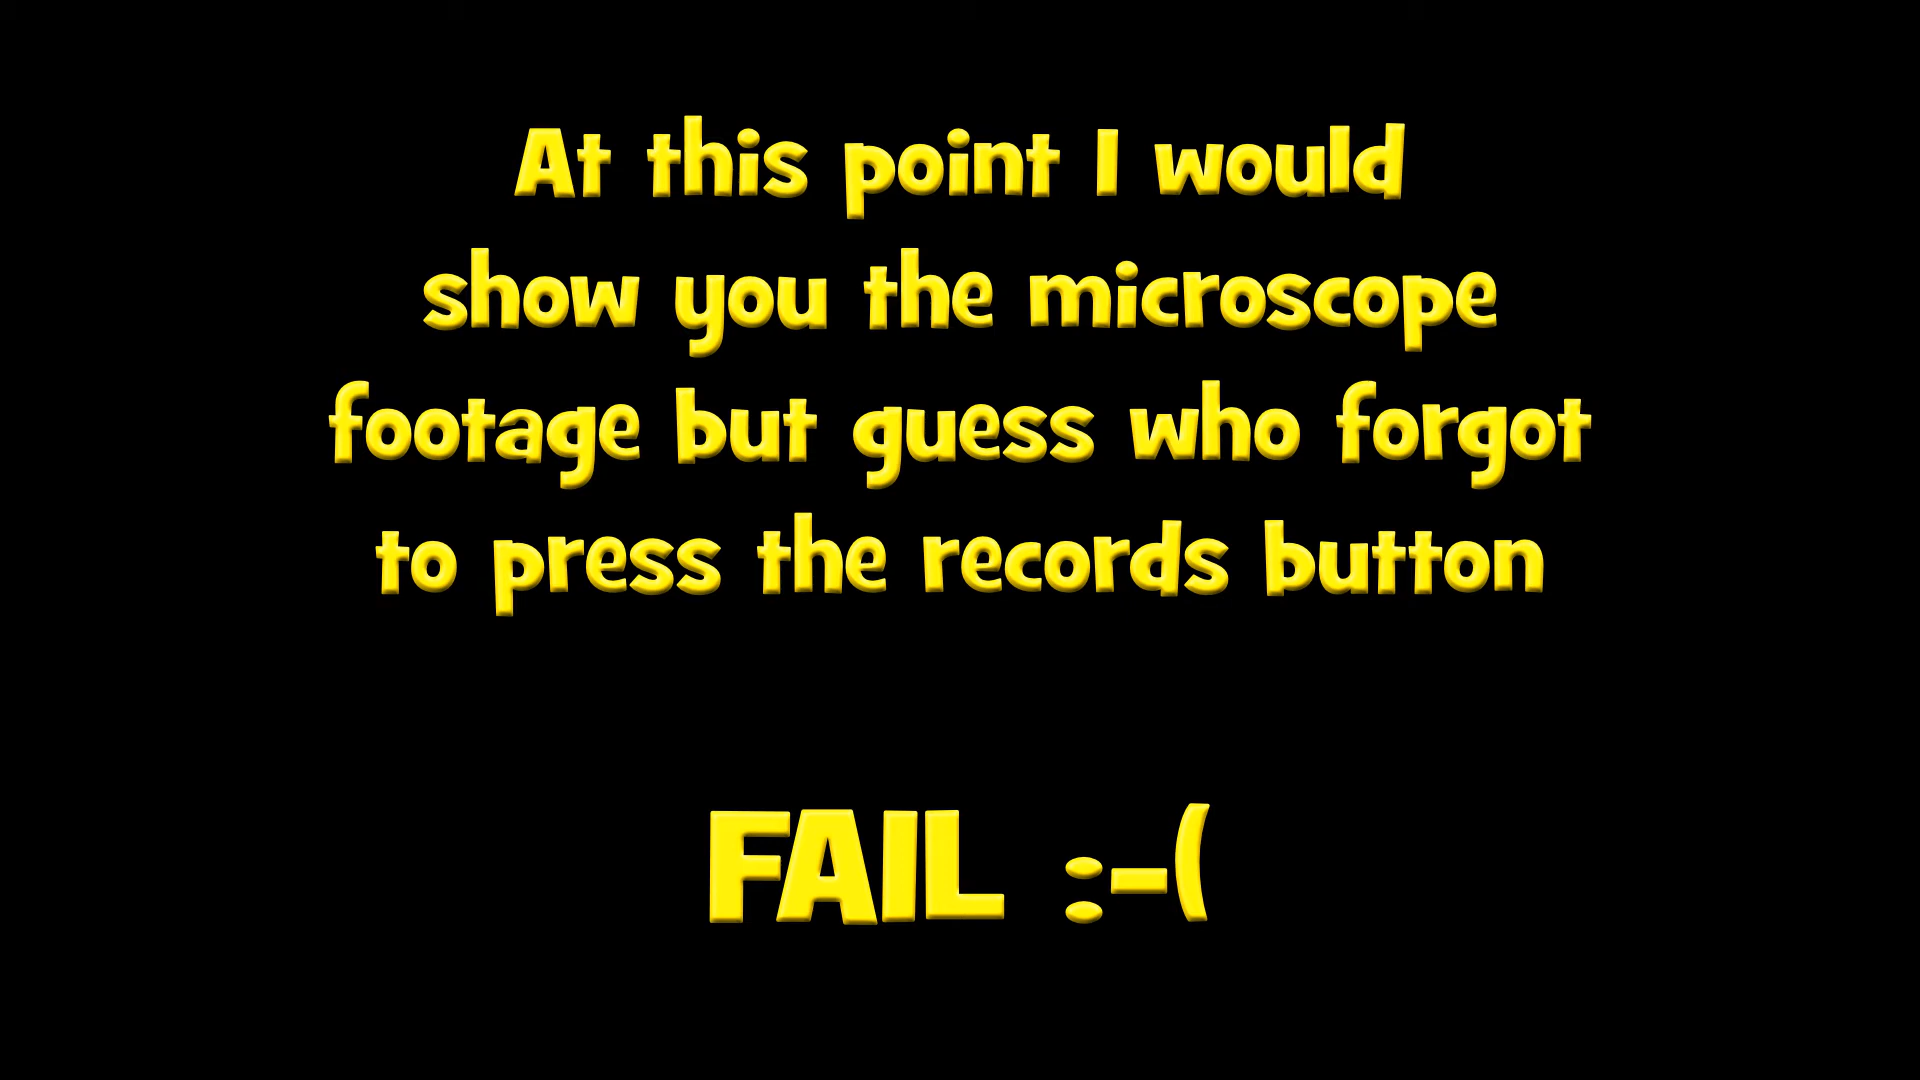 At this point I would
show you the microscope
footage but guess who forgot
to press the records button
FAIL :-(